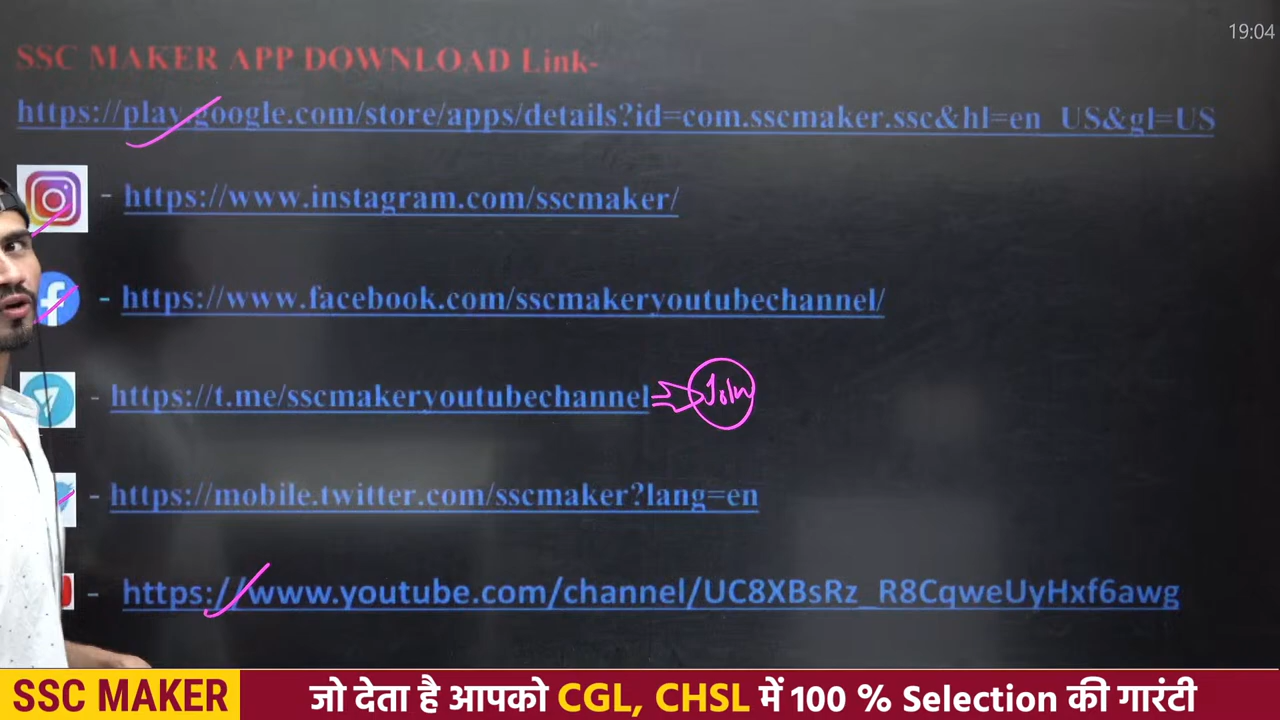 19:04
SSC MAKER APP DOWNLOAD Link-
https://play.google.com/store/apps/details?id=com.sscmaker.ssc&hl=en_US&gl=US
- https://www.instagram.com/sscmaker/
- https://www.facebook.com/sscmakeryoutubechannel/
- https://t.me/sscmakeryoutubechannel Join
- https://mobile.twitter.com/sscmaker?lang=en
- https://www.youtube.com/channel/UC8XBsRz_R8CqweUyHxf6awg
SSC MAKER जो देता है आपको CGL, CHSL में 100 % Selection की गारंटी